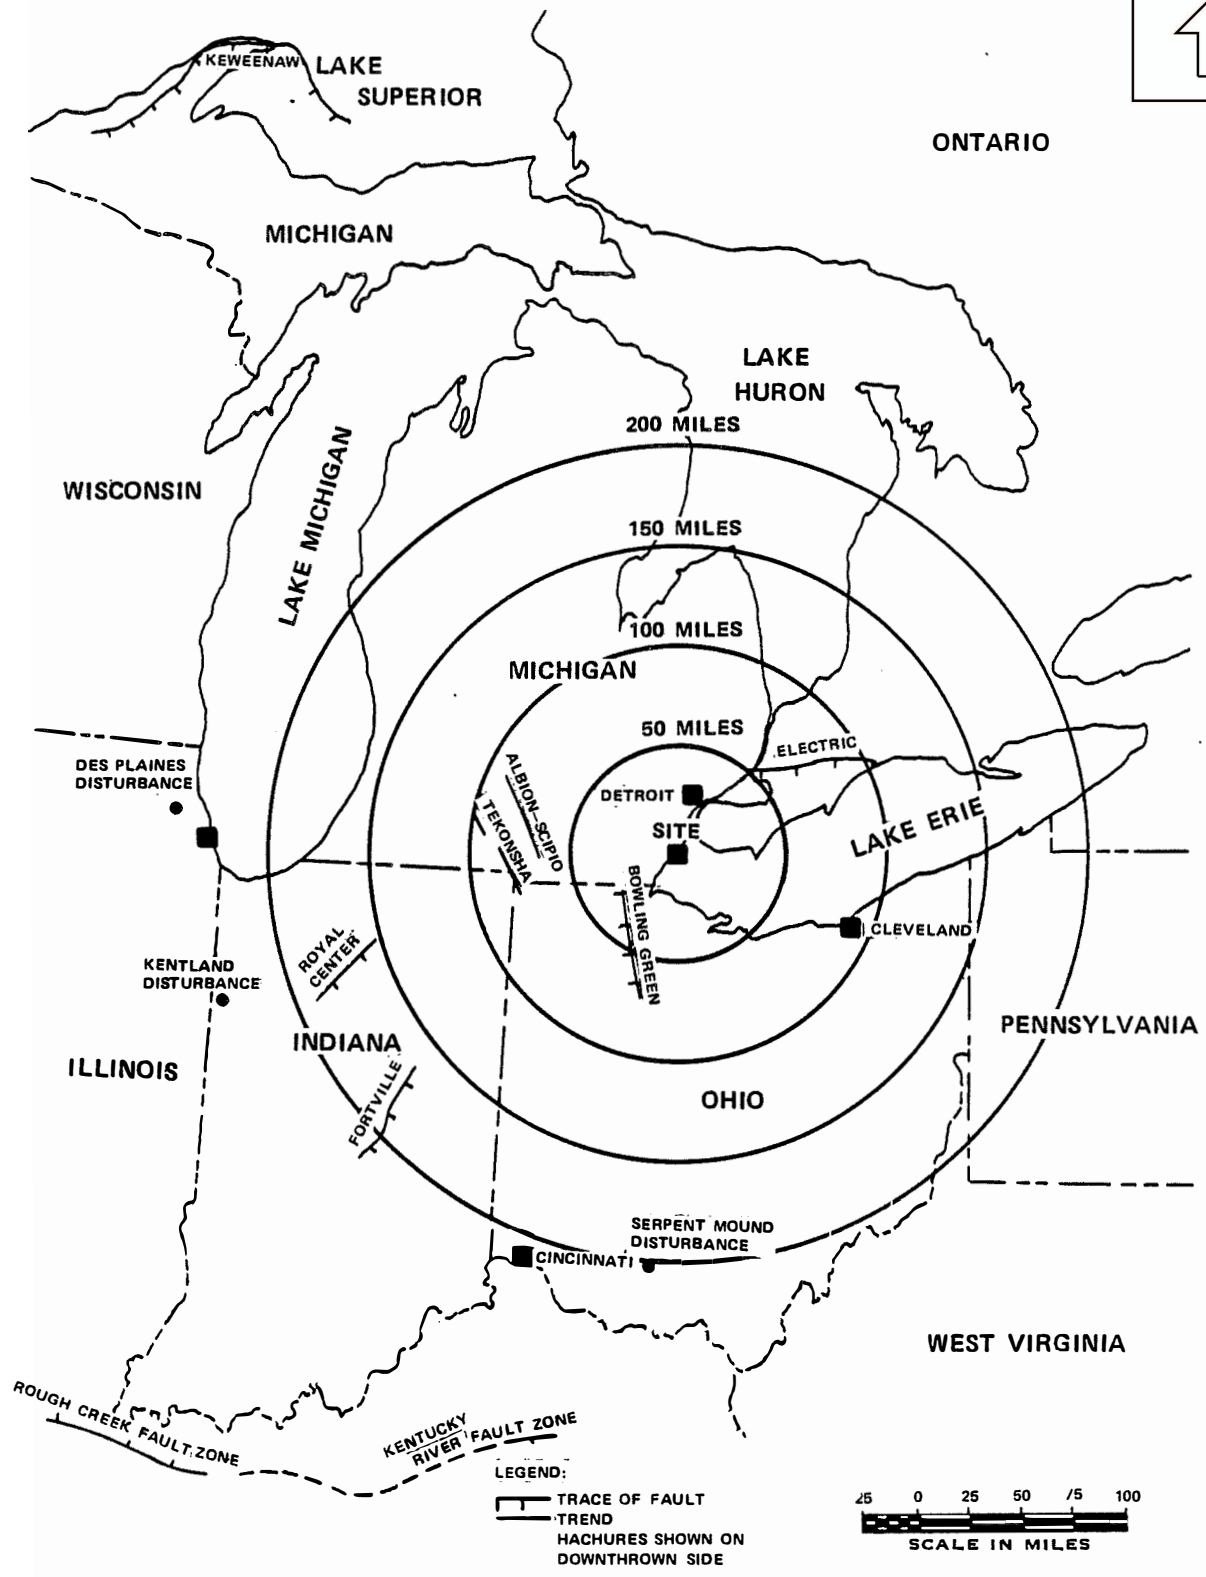 KEWEENAW
LAKE
SUPERIOR
ONTARIO
MICHIGAN
LAKE
HURON
200 MILES
WISCONSIN
LAKE MICHIGAN
150 MILES
100 MILES
MICHIGAN
50 MILES
ELECTRIC
DES PLAINES
DISTURBANCE
ALBION-SCIPIO
TEKONSHA
DETROIT
SITE
LAKE ERIE
BOWLING GREEN
CLEVELAND
ROYAL
CENTER
KENTLAND
DISTURBANCE
PENNSYLVANIA
INDIANA
ILLINOIS
FORTVILLE
OHIO
SERPENT MOUND
DISTURBANCE
CINCINNATI
WEST VIRGINIA
ROUGH CREEK FAULT ZONE
KENTUCKY
RIVER FAULT ZONE
LEGEND:
TRACE OF FAULT
TREND
HACHURES SHOWN ON
DOWNTHROWN SIDE
25 0 25 50 75 100
SCALE IN MILES